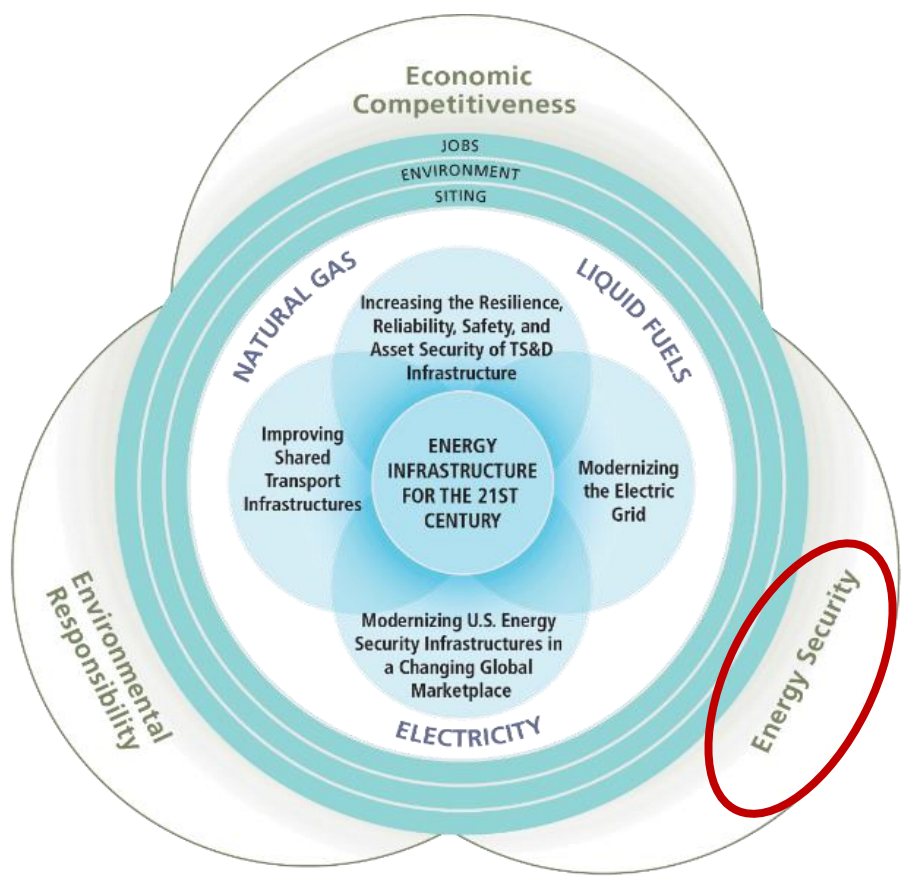 Economic
Competitiveness
JOBS
ENVIRONMENT
SITING
NATURAL GAS
LIQUID FUELS
Increasing the Resilience,
Reliability, Safety, and
Asset Security of TS&D
Infrastructure
Improving
Shared
Transport
Infrastructures
ENERGY
INFRASTRUCTURE
FOR THE 21ST
CENTURY
Modernizing
the Electric
Grid
Modernizing U.S. Energy
Security Infrastructures in
a Changing Global
Marketplace
ELECTRICITY
Environmental
Responsibility
Energy Security